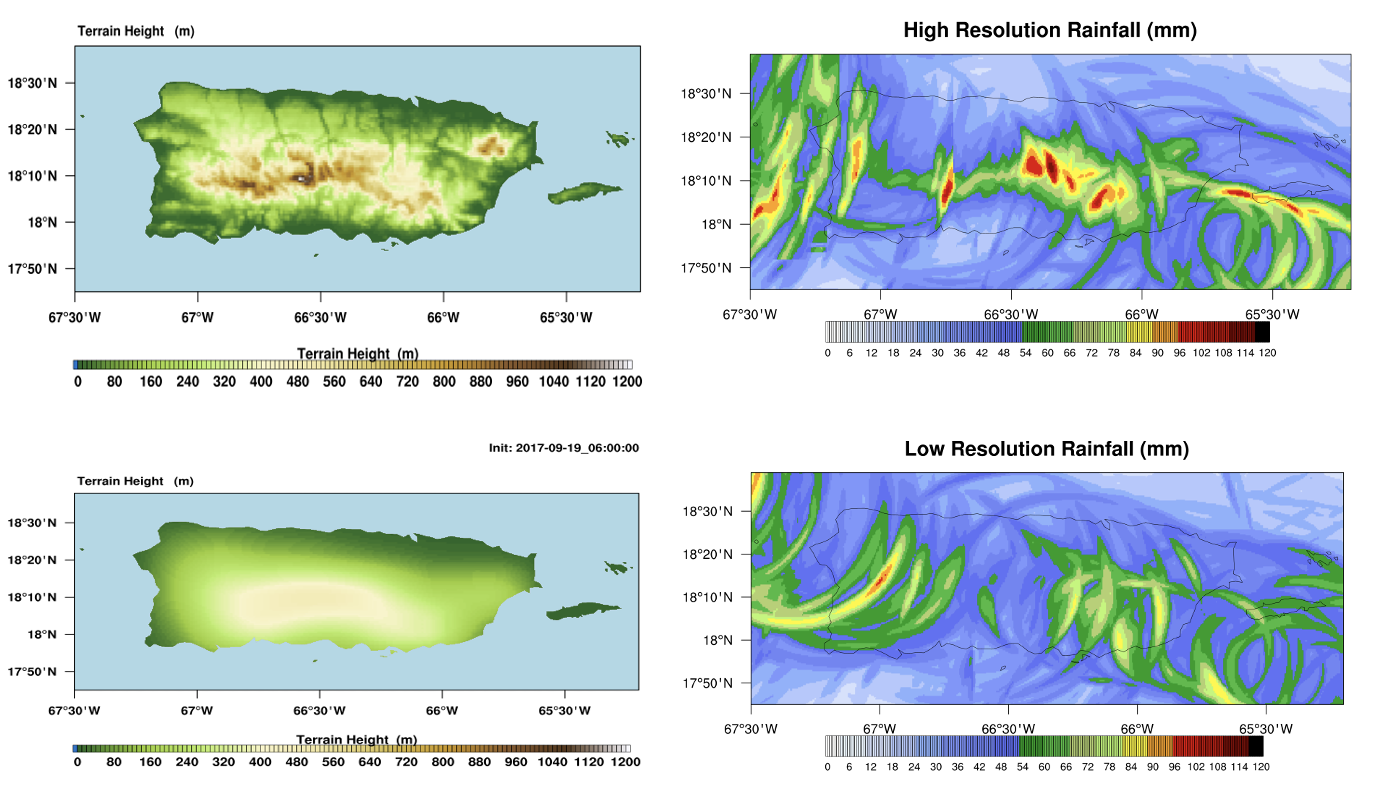 Terrain Height (m)
18°30'N
18°20'N
18°10'N
18°N
17°50'N
67°30'W 67°W 66°30'W 66°W 65°30'W
Terrain Height (m)
0 80 160 240 320 400 480 560 640 720 800 880 960 1040 1120 1200
High Resolution Rainfall (mm)
18°30'N
18°20'N
18°10'N
18°N
17°50'N
67°30'W 67°W 66°30'W 66°W 65°30'W
0 6 12 18 24 30 36 42 48 54 60 66 72 78 84 90 96 102 108 114 120
Init: 2017-09-19_06:00:00
Terrain Height (m)
18°30'N
18°20'N
18°10'N
18°N
17°50'N
67°30'W 67°W 66°30'W 66°W 65°30'W
Terrain Height (m)
0 80 160 240 320 400 480 560 640 720 800 880 960 1040 1120 1200
Low Resolution Rainfall (mm)
18°30'N
18°20'N
18°10'N
18°N
17°50'N
67°30'W 67°W 66°30'W 66°W 65°30'W
0 6 12 18 24 30 36 42 48 54 60 66 72 78 84 90 96 102 108 114 120